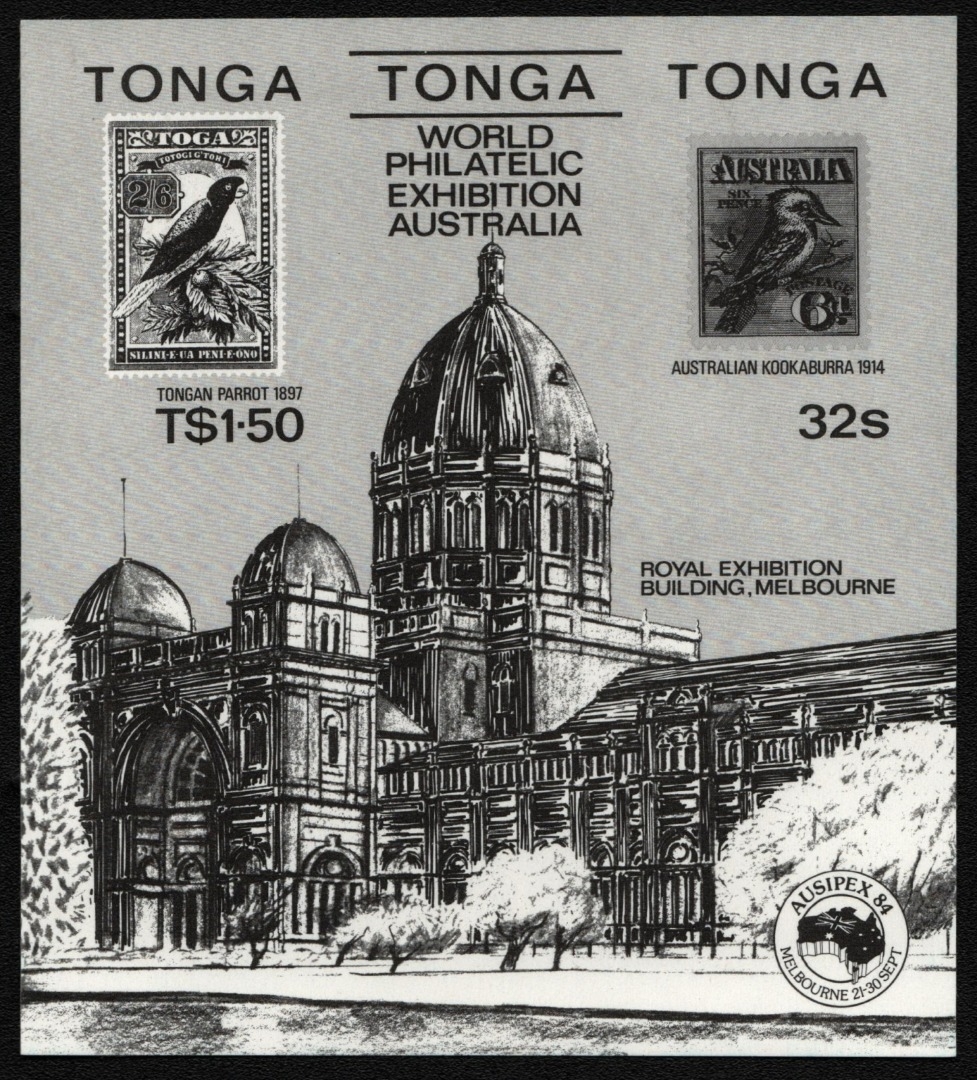 TONGA
TOGA
TOTOGI G'TOHI
2/6
SILINI·E·UA PENI·E·ONO
TONGAN PARROT 1897
T$1·50
TONGA
WORLD
PHILATELIC
EXHIBITION
AUSTRALIA
TONGA
AUSTRALIA
SIX
PENCE
POSTAGE
6D
AUSTRALIAN KOOKABURRA 1914
32s
ROYAL EXHIBITION
BUILDING, MELBOURNE
AUSIPEX 84
MELBOURNE 21-30 SEPT